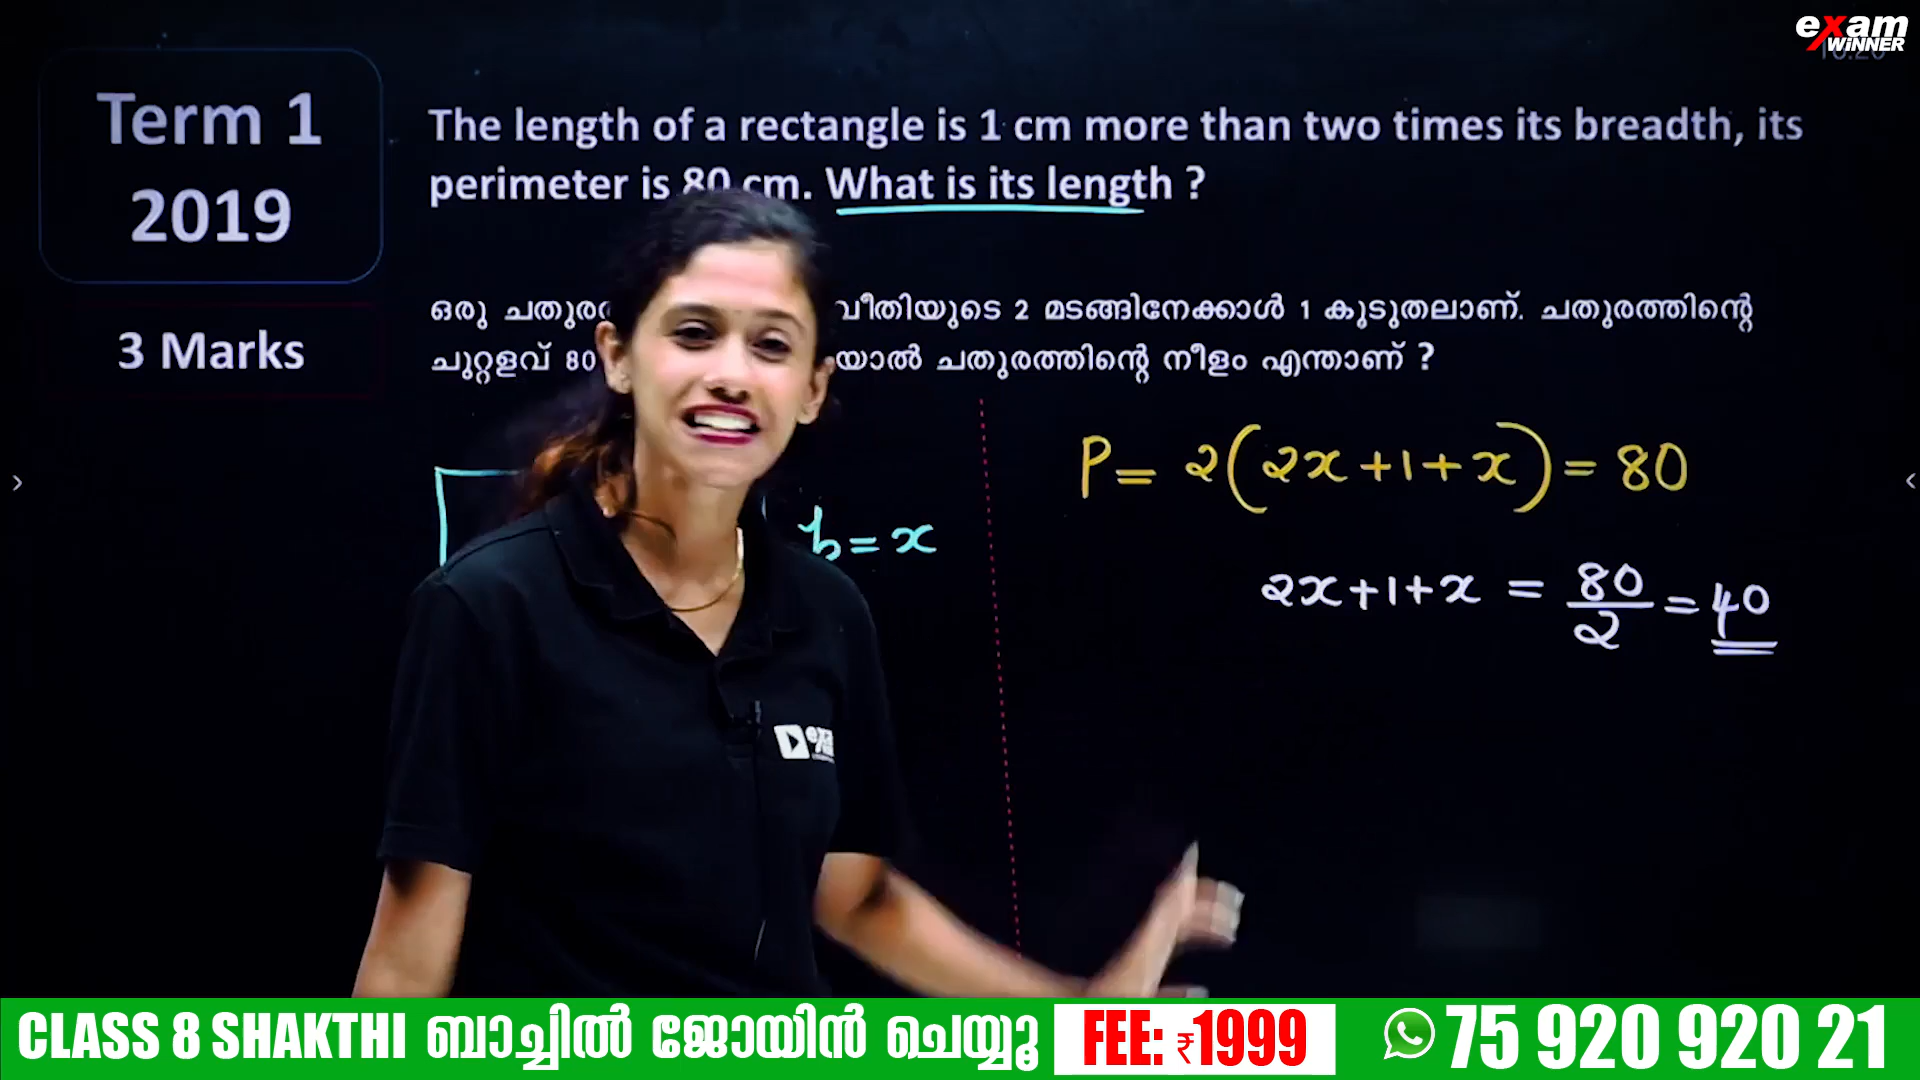 exam
WINNER
Term 1
2019
3 Marks
The length of a rectangle is 1 cm more than two times its breadth, its
perimeter is 80 cm. What is its length ?
ഒരു വീതിയുടെ 2 മടങ്ങിനേക്കാൾ 1 കുടുതലാണ്. ചതുരത്തിന്റെ
ചുറ്റളവ് 80 ചതുരത്തിന്റെ നീളം എന്താണ് ?
P = 2(2x+1+x) = 80
b = x
2x+1+x = 80/2 = 40
CLASS 8 SHAKTHI ബാച്ചിൽ ജോയിൻ ചെയ്യൂ FEE: ₹1999 75 920 920 21